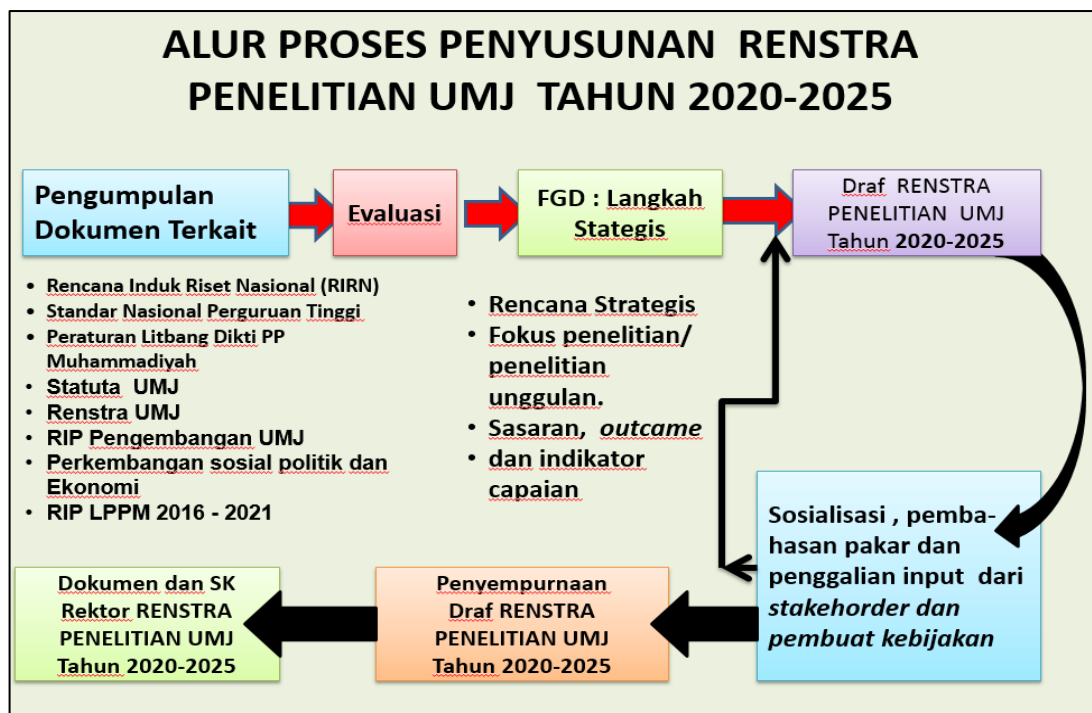 ALUR PROSES PENYUSUNAN RENSTRA
PENELITIAN UMJ TAHUN 2020-2025
Pengumpulan
Dokumen Terkait
Evaluasi
FGD : Langkah
Stategis
Draf RENSTRA
PENELITIAN UMJ
Tahun 2020-2025
• Rencana Induk Riset Nasional (RIRN)
• Standar Nasional Perguruan Tinggi
• Peraturan Litbang Dikti PP
Muhammadiyah
• Statuta UMJ
• Renstra UMJ
• RIP Pengembangan UMJ
• Perkembangan sosial politik dan
Ekonomi
• RIP LPPM 2016 - 2021
• Rencana Strategis
• Fokus penelitian/
penelitian
unggulan.
• Sasaran, outcame
• dan indikator
capaian
Sosialisasi , pemba-
hasan pakar dan
penggalian input dari
stakehorder dan
pembuat kebijakan
Penyempurnaan
Draf RENSTRA
PENELITIAN UMJ
Tahun 2020-2025
Dokumen dan SK
Rektor RENSTRA
PENELITIAN UMJ
Tahun 2020-2025